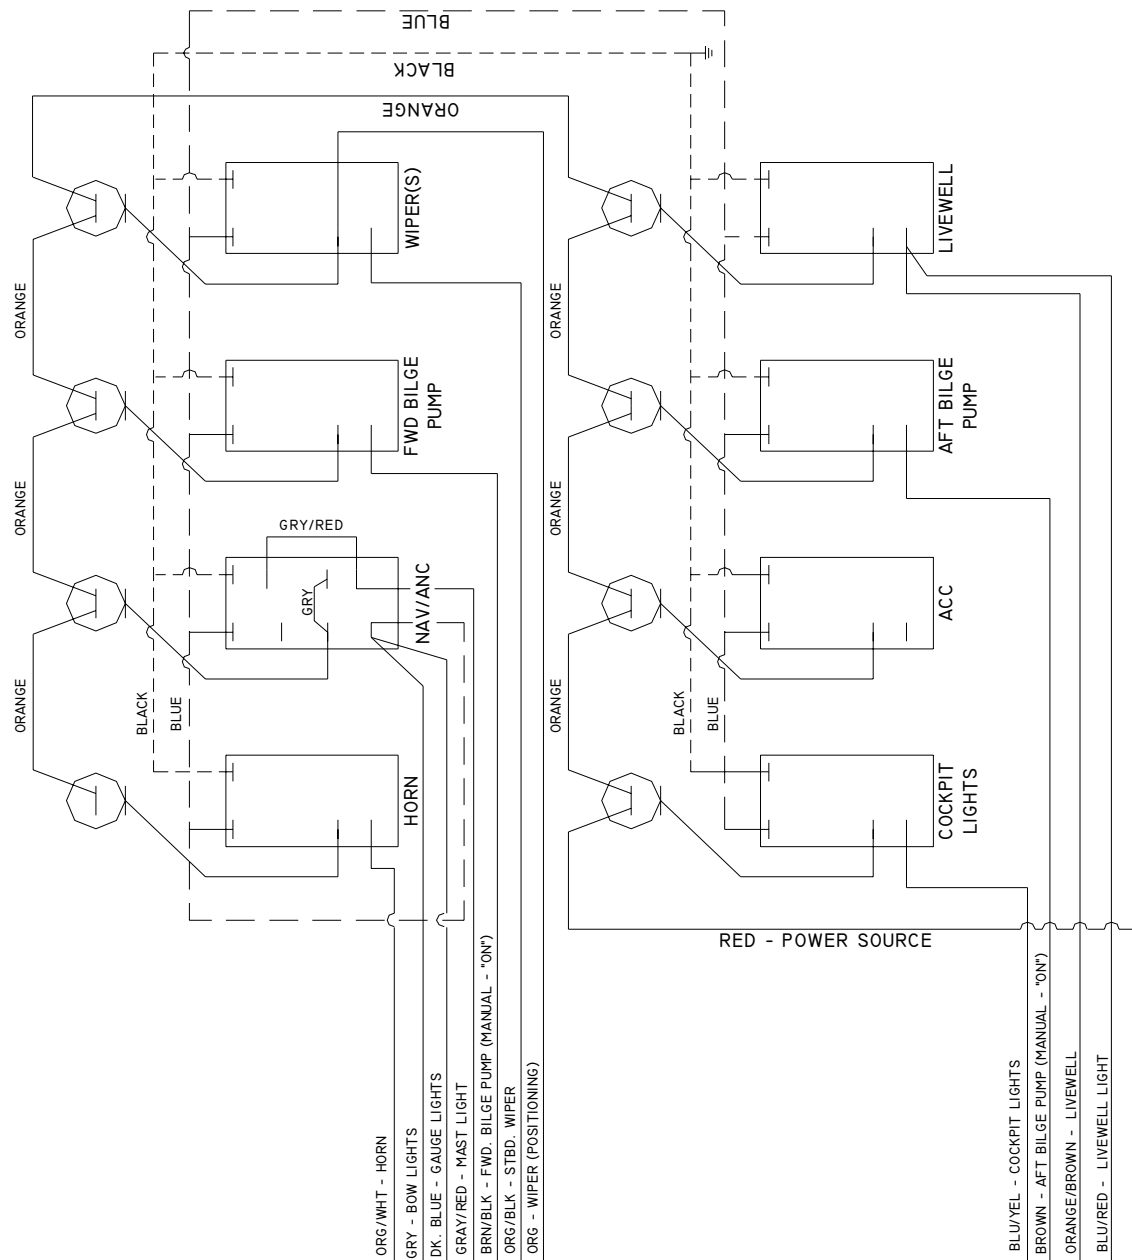 BLUE
BLACK
ORANGE
WIPER(S)
LIVEWELL
ORANGE
ORANGE
FWD BILGE
PUMP
AFT BILGE
PUMP
ORANGE
ORANGE
GRY/RED
GRY
NAV/ANC
ACC
ORANGE
ORANGE
BLACK
BLUE
BLACK
BLUE
HORN
COCKPIT
LIGHTS
RED - POWER SOURCE
ORG/WHT - HORN
GRY - BOW LIGHTS
DK. BLUE - GAUGE LIGHTS
GRAY/RED - MAST LIGHT
BRN/BLK - FWD. BILGE PUMP (MANUAL - "ON")
ORG/BLK - STBD. WIPER
ORG - WIPER (POSITIONING)
BLU/YEL - COCKPIT LIGHTS
BROWN - AFT BILGE PUMP (MANUAL - "ON")
ORANGE/BROWN - LIVEWELL
BLU/RED - LIVEWELL LIGHT